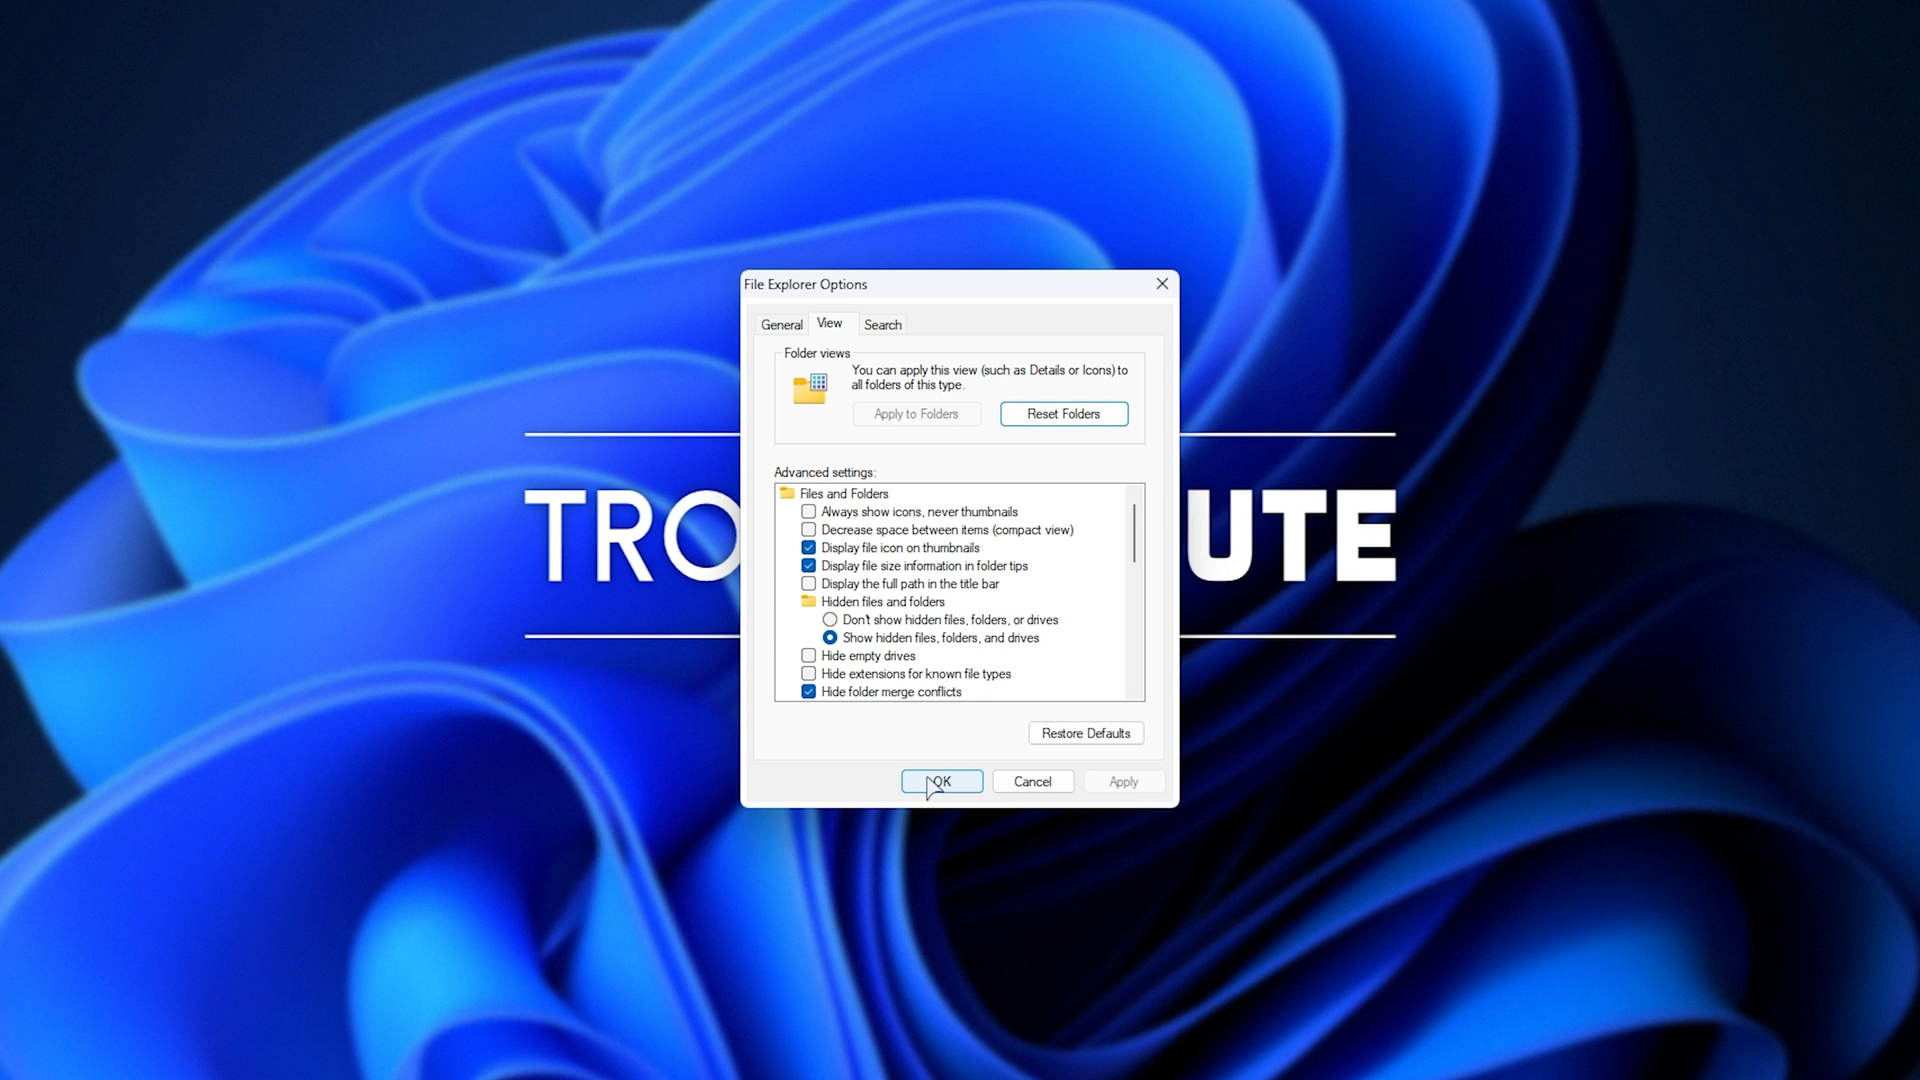 File Explorer Options
General
View
Search
Folder views
You can apply this view (such as Details or Icons) to
all folders of this type.
Apply to Folders
Reset Folders
Advanced settings:
Files and Folders
Always show icons, never thumbnails
Decrease space between items (compact view)
Display file icon on thumbnails
Display file size information in folder tips
Display the full path in the title bar
Hidden files and folders
Don't show hidden files, folders, or drives
Show hidden files, folders, and drives
Hide empty drives
Hide extensions for known file types
Hide folder merge conflicts
Restore Defaults
OK
Cancel
Apply